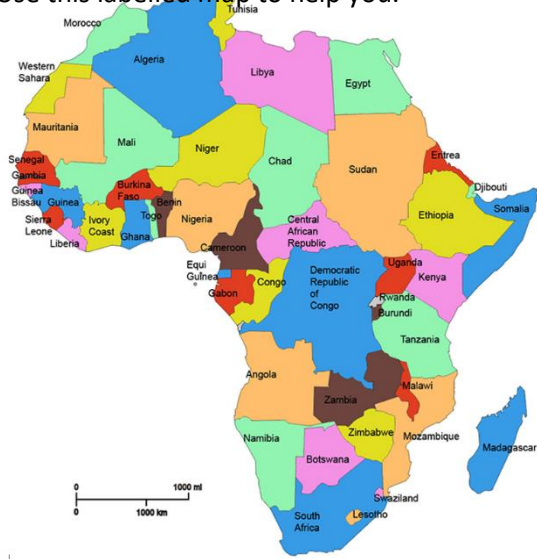 Use this labelled map to help you.
Tunisia
Morocco
Algeria
Libya
Egypt
Western
Sahara
Mauritania
Mali
Niger
Chad
Sudan
Eritrea
Djibouti
Senegal
Gambia
Guinea
Bissau
Guinea
Sierra
Leone
Liberia
Ivory
Coast
Burkina
Faso
Ghana
Togo
Benin
Nigeria
Cameroon
Central
African
Republic
Ethiopia
Somalia
Equi
Guinea
Gabon
Congo
Democratic
Republic
of
Congo
Uganda
Kenya
Rwanda
Burundi
Tanzania
Angola
Zambia
Malawi
Mozambique
Zimbabwe
Namibia
Botswana
Madagascar
Swaziland
Lesotho
South
Africa
0 1000 ml
0 1000 km